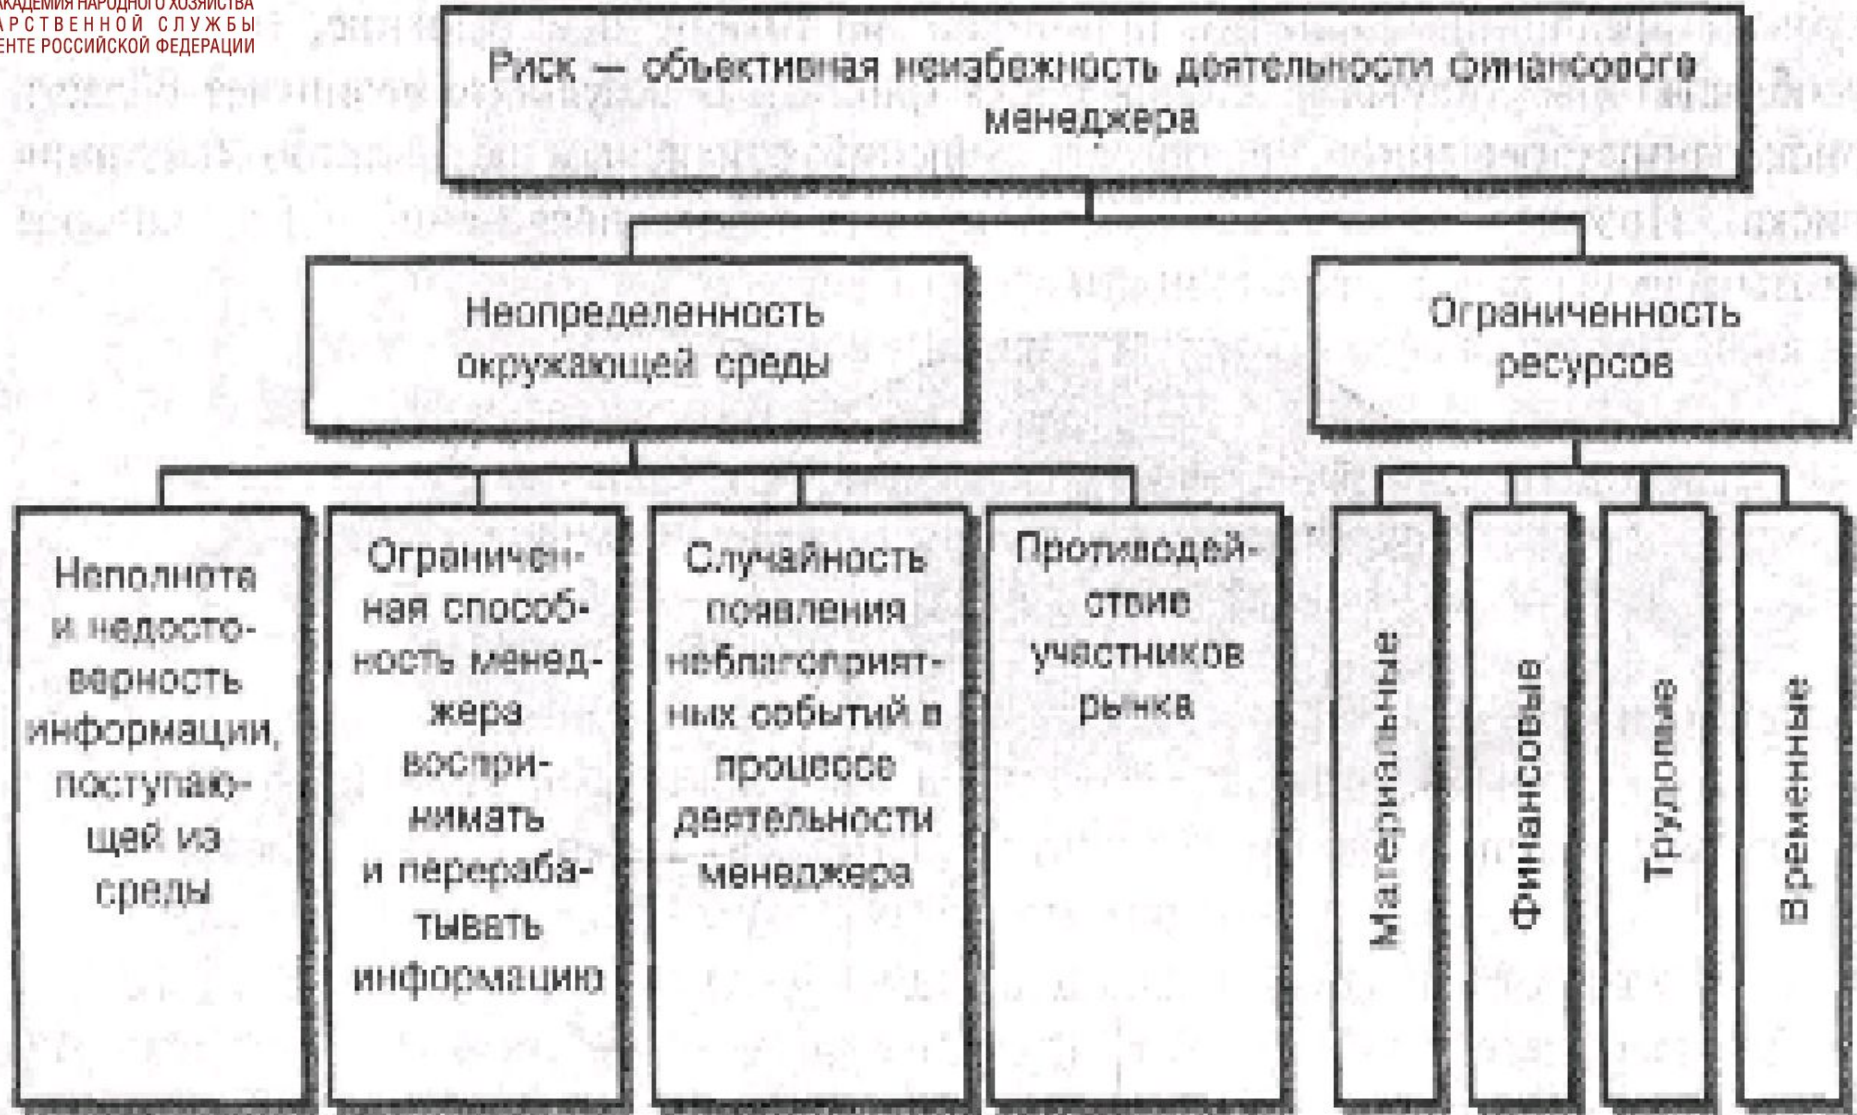 АКАДЕМИЯ НАРОДНОГО ХОЗЯЙСТВА
АРСТВЕННОЙ СЛУЖБЫ
ЕНТЕ РОССИЙСКОЙ ФЕДЕРАЦИИ
Риск — объективная неизбежность деятельности финансового
менеджера
Неопределенность
окружающей среды
Ограниченность
ресурсов
Неполнота
и недосто-
верность
информации,
поступаю-
щей из
среды
Ограничен-
ная способ-
ность менед-
жера
воспри-
нимать
и перераба-
тывать
информацию
Случайность
появления
неблагоприят-
ных событий в
процессе
деятельности
менеджера
Противодей-
ствие
участников
рынка
Материальные
Финансовые
Трудовые
Временные